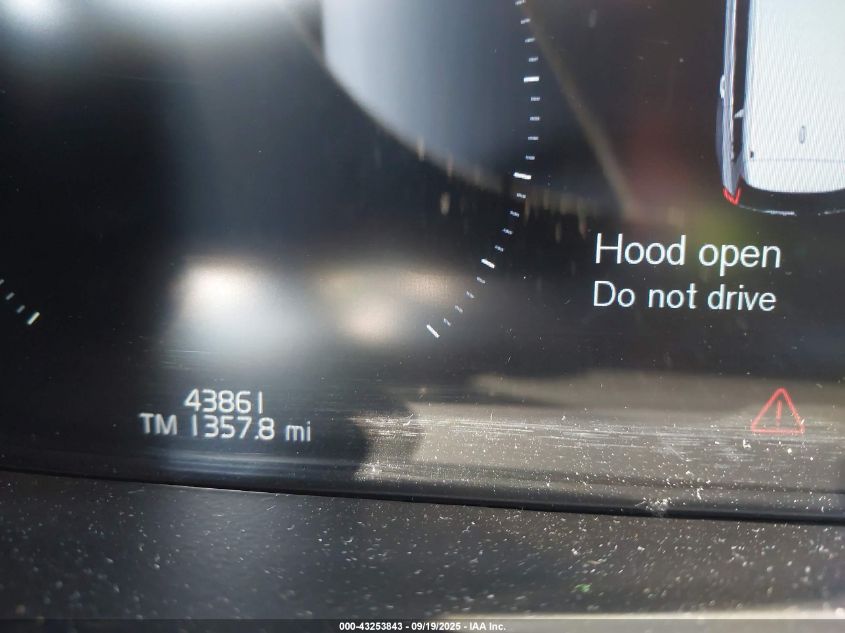 Hood open
Do not drive
43861
TM 1357.8 mi
000-43253843 - 09/19/2025 - IAA Inc.